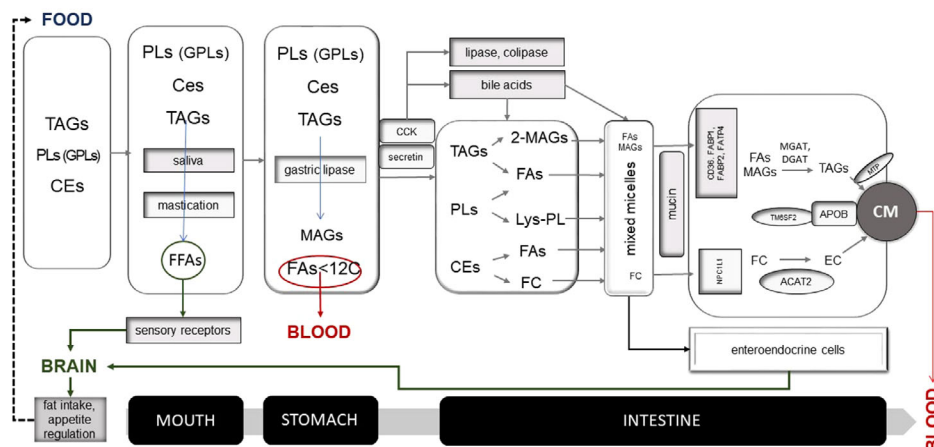 FOOD
TAGs
PLs (GPLs)
CEs
PLs (GPLs)
Ces
TAGs
saliva
mastication
FFAs
sensory receptors
BRAIN
fat intake,
appetite
regulation
PLs (GPLs)
Ces
TAGs
gastric lipase
MAGs
FAs<12C
BLOOD
CCK
secretin
lipase, colipase
bile acids
TAGs
2-MAGs
FAs
PLs
Lys-PL
CEs
FAs
FC
FAs
MAGs
mixed micelles
FC
mucin
CD36, FABP1,
FABP2, FATP4
NPC1L1
FAs
MAGs
MGAT,
DGAT
TAGs
MTP
TM6SF2
APOB
CM
FC
EC
ACAT2
enteroendocrine cells
BLOOD
MOUTH
STOMACH
INTESTINE